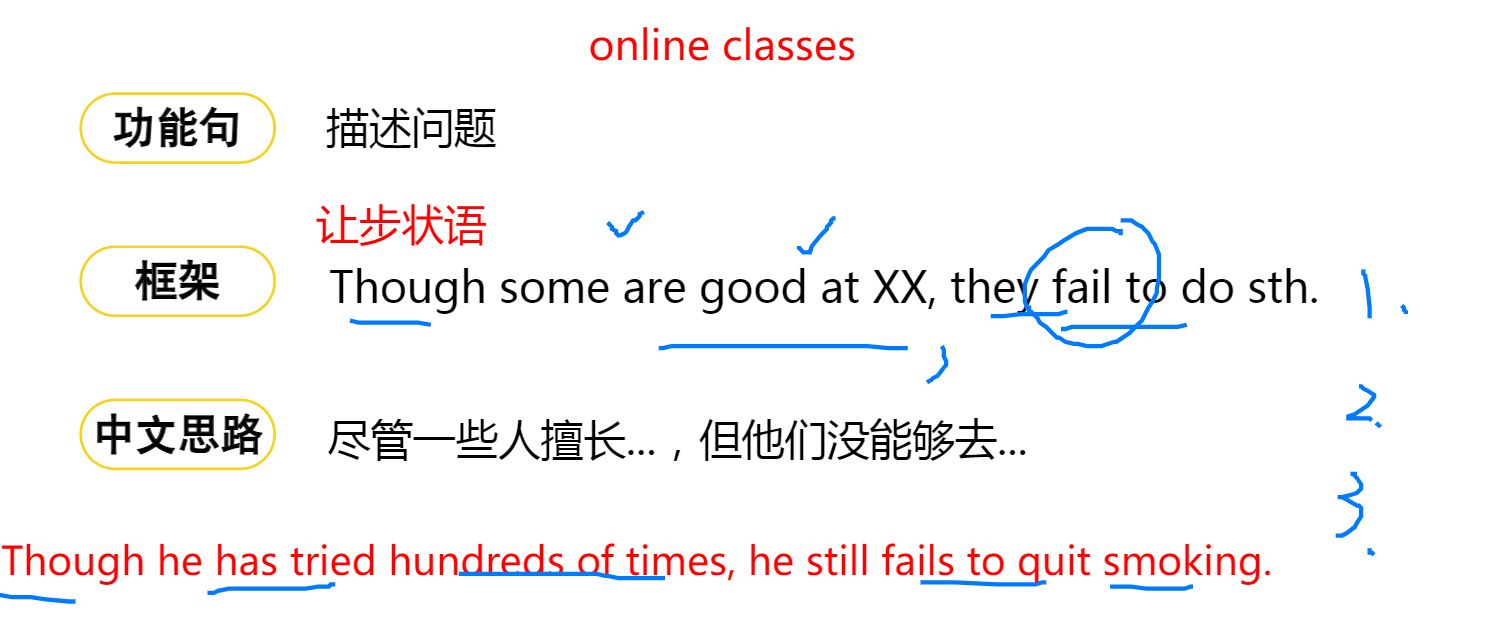 online classes
功能句 描述问题
让步状语
框架 Though some are good at XX, they fail to do sth. 1.
2.
中文思路 尽管一些人擅长...，但他们没能够去...
3.
Though he has tried hundreds of times, he still fails to quit smoking.